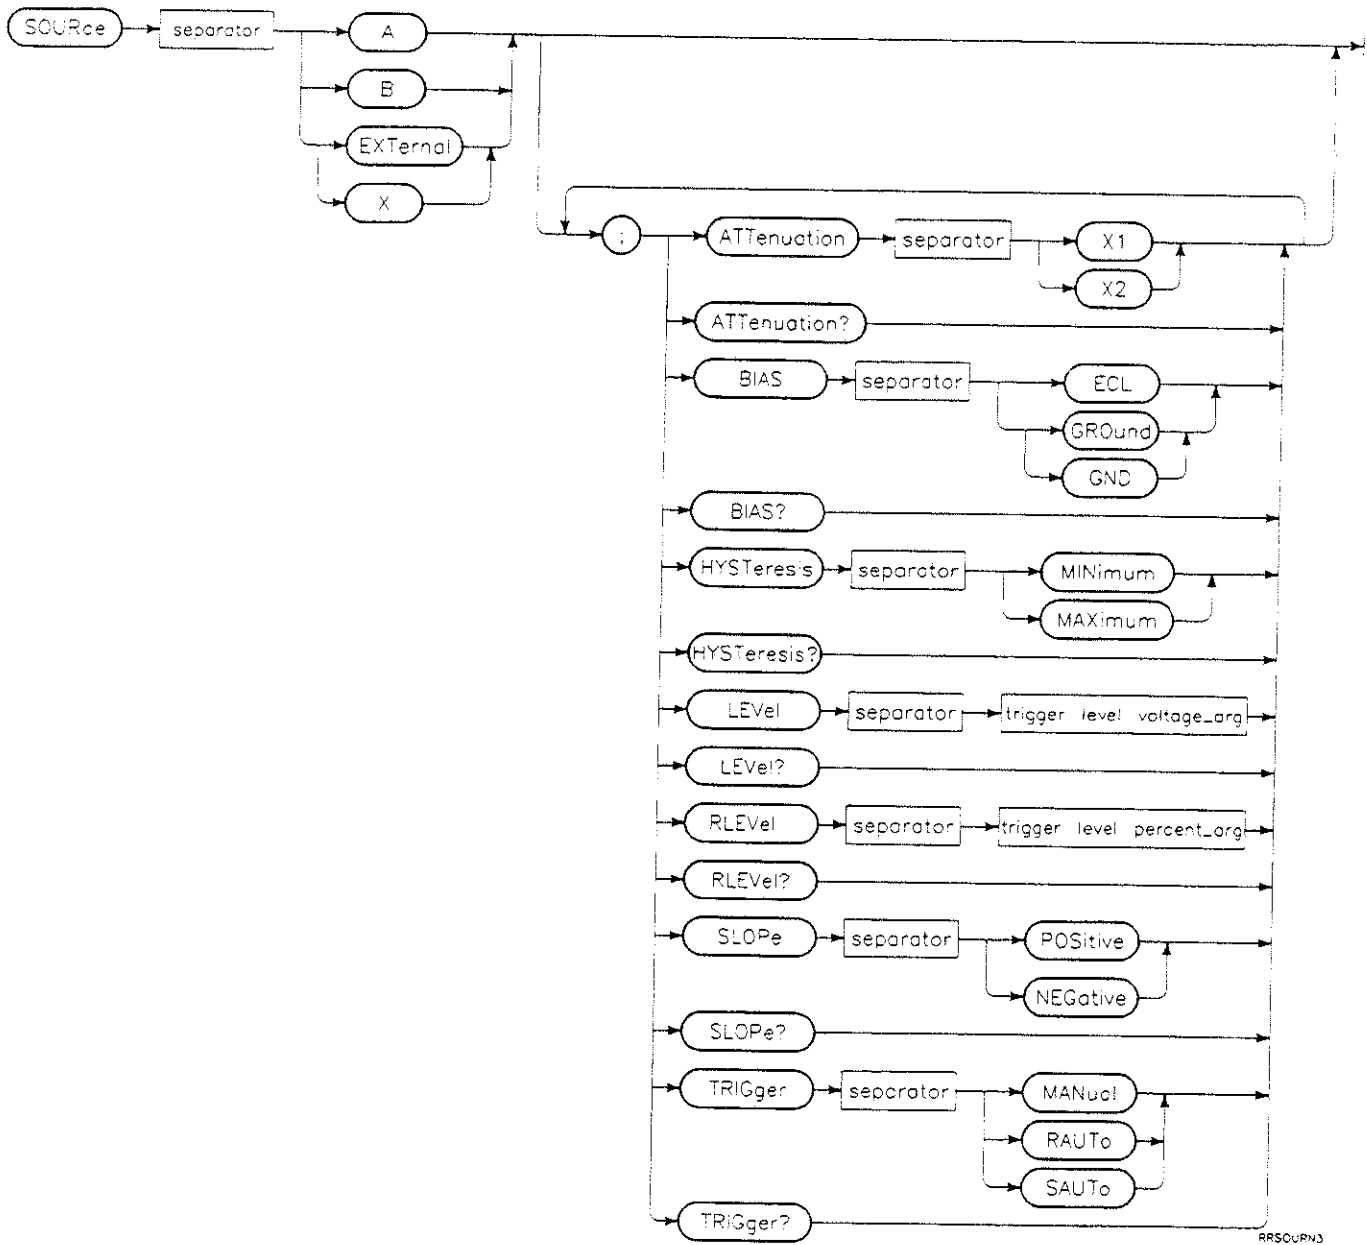 SOURce separator A
B
EXTernal
X
; ATTenuation separator X1
X2
ATTenuation?
BIAS separator ECL
GROund
GND
BIAS?
HYSTeresis separator MINimum
MAXimum
HYSTeresis?
LEVel separator trigger level voltage_arg
LEVel?
RLEVel separator trigger level percent_arg
RLEVel?
SLOPe separator POSitive
NEGative
SLOPe?
TRIGger separator MANual
RAUTo
SAUTo
TRIGger?
RRSOURN3